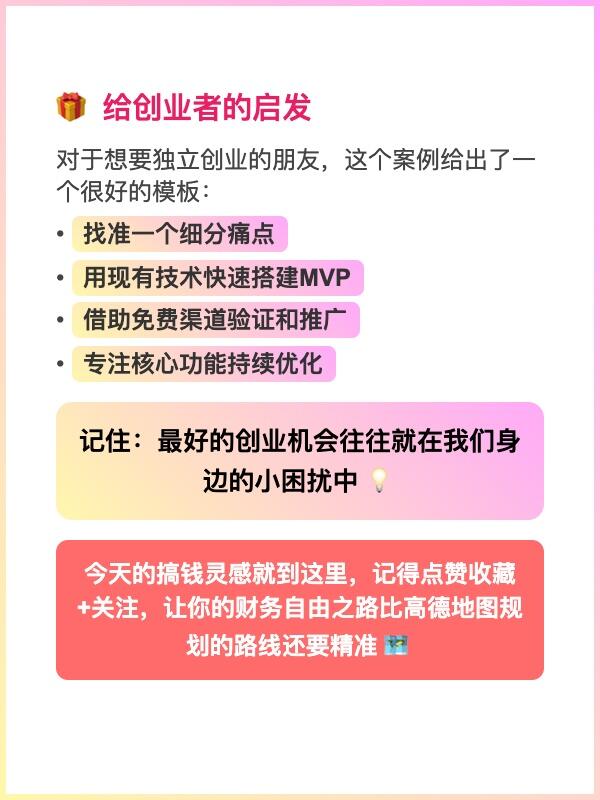 🎁 给创业者的启发
对于想要独立创业的朋友，这个案例给出了一
个很好的模板：
• 找准一个细分痛点
• 用现有技术快速搭建MVP
• 借助免费渠道验证和推广
• 专注核心功能持续优化
记住：最好的创业机会往往就在我们身
边的小困扰中 💡
今天的搞钱灵感就到这里，记得点赞收藏
+关注，让你的财务自由之路比高德地图规
划的路线还要精准 🗺️